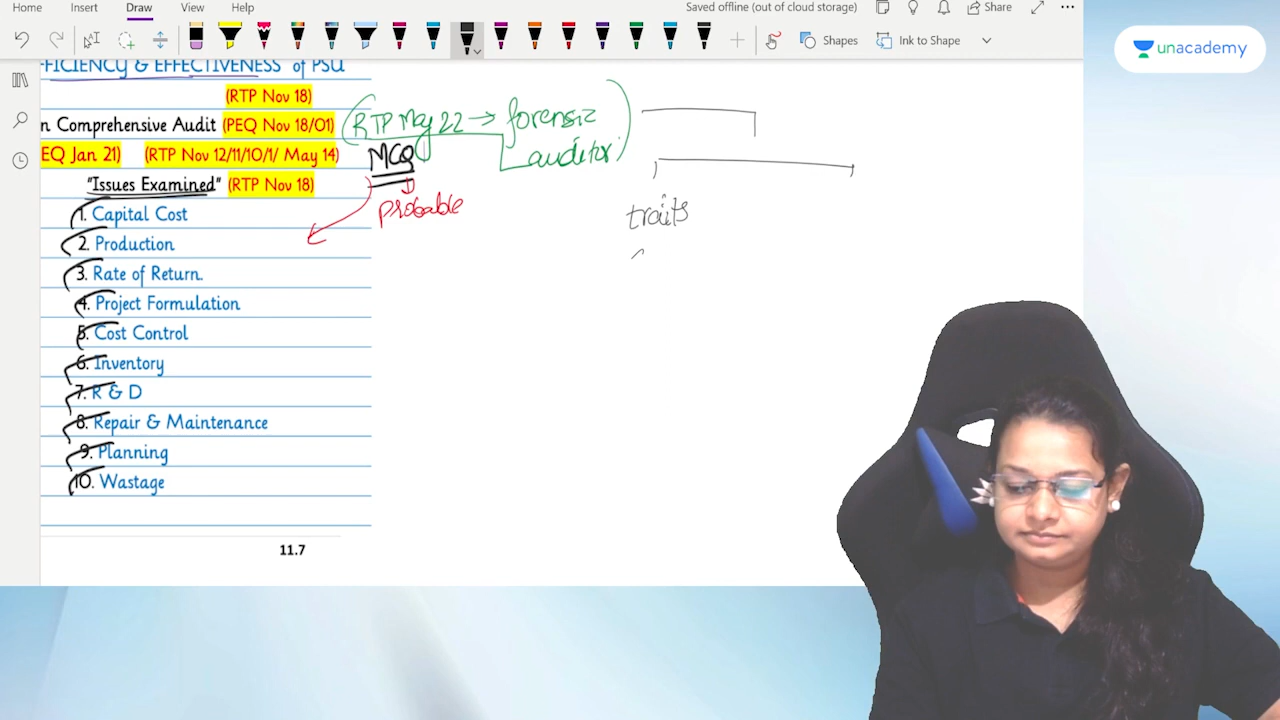 Home Insert Draw View Help Saved offline (out of cloud storage) Share
Shapes Ink to Shape
unacademy
FICIENCY & EFFECTIVENESS of PSU
(RTP Nov 18)
n Comprehensive Audit (PEQ Nov 18/01)
(RTP May 22 → forensic
auditor)
EQ Jan 21) (RTP Nov 12/11/10/1/ May 14)
MCQ
"Issues Examined" (RTP Nov 18)
probable
traits
1. Capital Cost
2. Production
3. Rate of Return.
4. Project Formulation
5. Cost Control
6. Inventory
7. R & D
8. Repair & Maintenance
9. Planning
10. Wastage
11.7